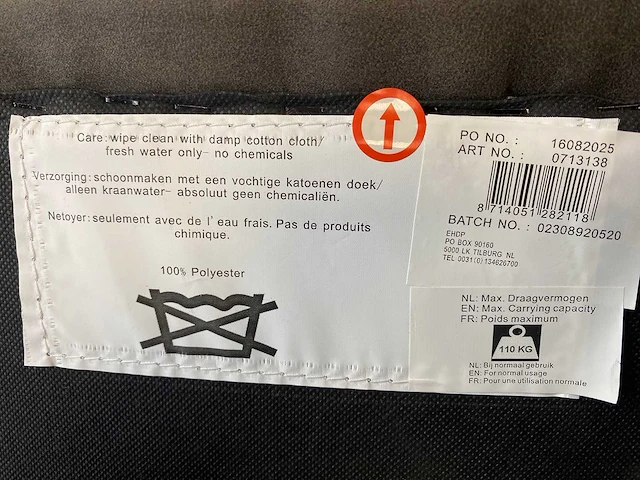 Care: wipe clean with damp cotton cloth/
fresh water only- no chemicals
Verzorging: schoonmaken met een vochtige katoenen doek/
alleen kraanwater- absoluut geen chemicaliën.
Netoyer: seulement avec de l' eau frais. Pas de produits
chimique.
100% Polyester
PO NO. : 16082025
ART NO. : 0713138
8 714051 282118
BATCH NO. : 02308920520
EHDP
PO BOX 90160
5000 LK TILBURG NL
TEL 0031(0)134626700
NL: Max. Draagvermogen
EN: Max. Carrying capacity
FR: Poids maximum
110 KG
NL: Bij normaal gebruik
EN: For normal usage
FR: Pour une utilisation normale